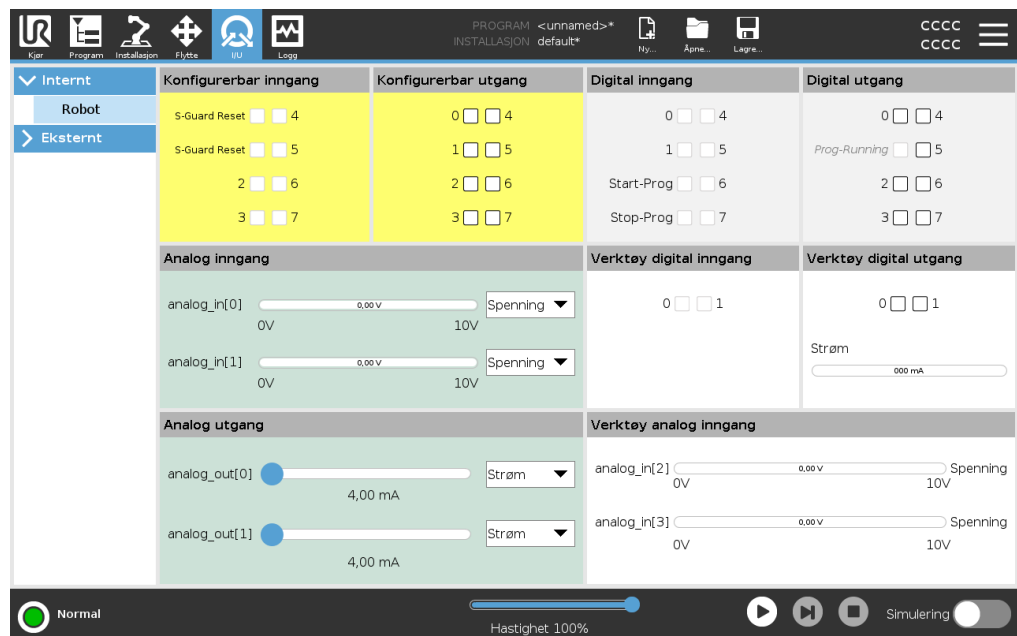 UR
PROGRAM <unnamed>*
INSTALLASJON default*
CCCC
CCCC
Kjør Program Installasjon Flytte I/U Logg Ny... Åpne... Lagre...
Internt
Robot
Eksternt
Konfigurerbar inngang
S-Guard Reset 4
S-Guard Reset 5
2 6
3 7
Konfigurerbar utgang
0 4
1 5
2 6
3 7
Digital inngang
0 4
1 5
Start-Prog 6
Stop-Prog 7
Digital utgang
0 4
Prog-Running 5
2 6
3 7
Analog inngang
analog_in[0] 0,00 V Spenning
0V 10V
analog_in[1] 0,00 V Spenning
0V 10V
Verktøy digital inngang
0 1
Verktøy digital utgang
0 1
Strøm
000 mA
Analog utgang
analog_out[0] Strøm
4,00 mA
analog_out[1] Strøm
4,00 mA
Verktøy analog inngang
analog_in[2] 0,00 V Spenning
0V 10V
analog_in[3] 0,00 V Spenning
0V 10V
Normal
Hastighet 100%
Simulering